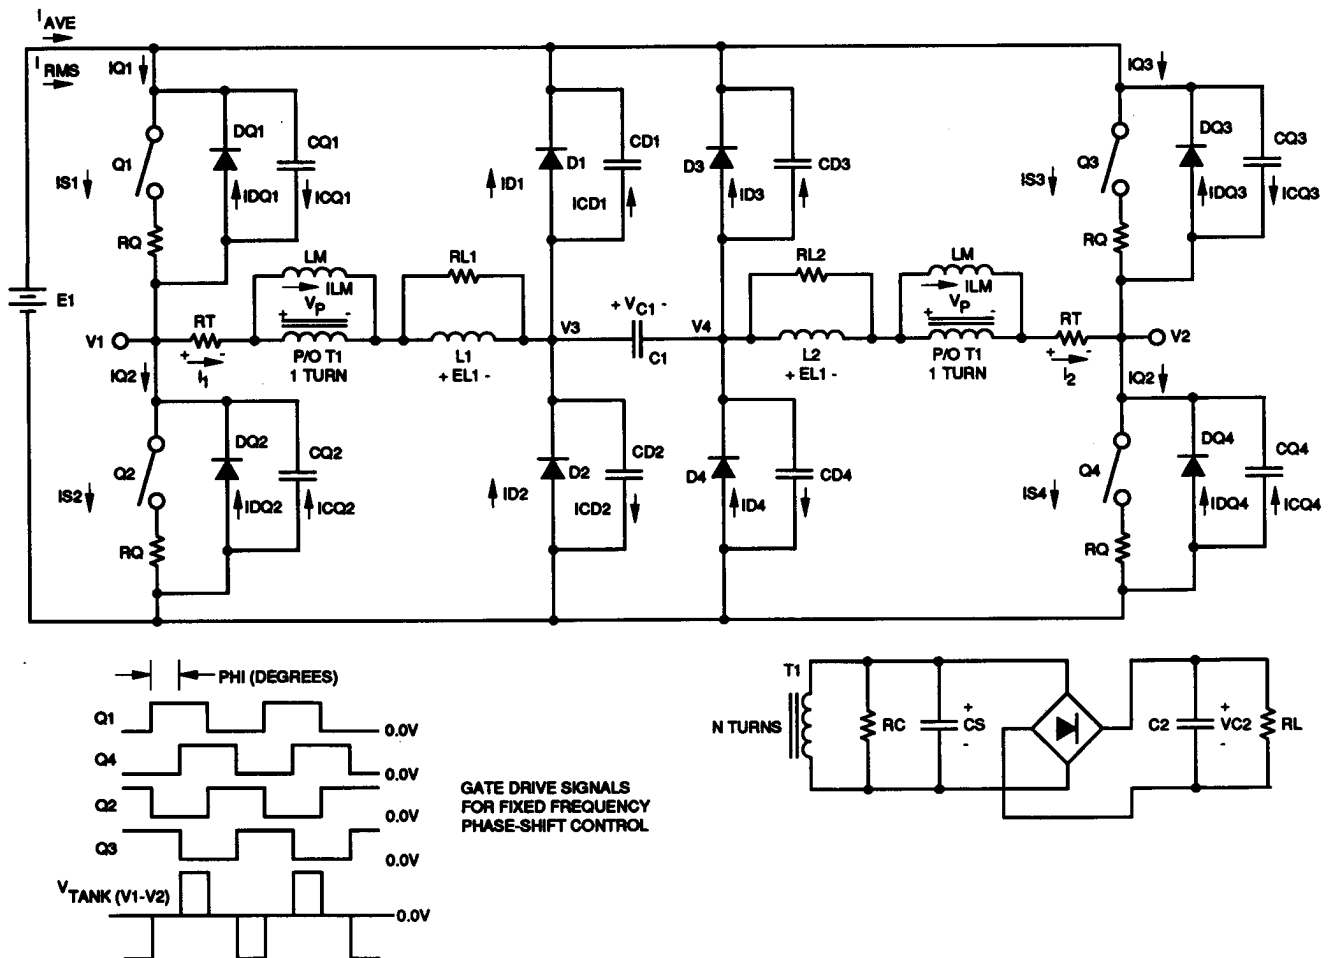 I AVE
I RMS
IQ1
IQ3
DQ1
CQ1
Q1
IS1
IDQ1
ICQ1
RQ
D1
CD1
ID1
ICD1
D3
CD3
ID3
DQ3
CQ3
Q3
IS3
IDQ3
ICQ3
RQ
E1
LM
ILM
VP
+ -
RL1
RL2
LM
ILM
VP
+ -
V1
RT
+ -
I1
P/O T1
1 TURN
L1
+ EL1 -
V3
+ VC1 -
C1
V4
L2
+ EL1 -
P/O T1
1 TURN
RT
+ -
I2
V2
IQ2
IQ2
DQ2
CQ2
Q2
IS2
IDQ2
ICQ2
RQ
D2
CD2
ID2
ICD2
D4
CD4
ID4
DQ4
CQ4
Q4
IS4
IDQ4
ICQ4
RQ
PHI (DEGREES)
Q1
0.0V
Q4
0.0V
Q2
0.0V
Q3
0.0V
VTANK (V1-V2)
0.0V
GATE DRIVE SIGNALS
FOR FIXED FREQUENCY
PHASE-SHIFT CONTROL
T1
N TURNS
RC
+
CS
-
C2
+
VC2
-
RL